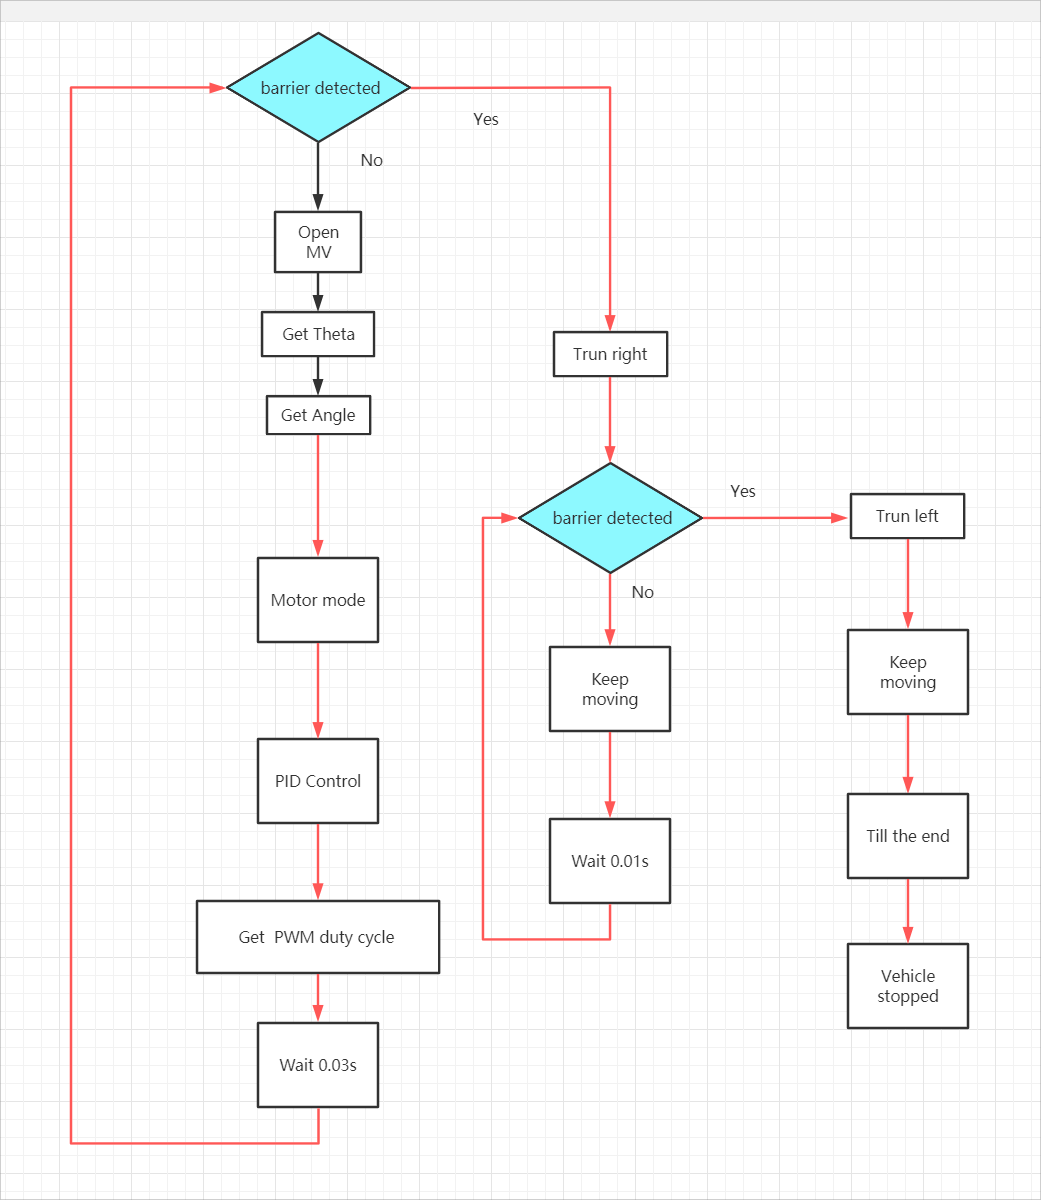 barrier detected
Yes
No
Open
MV
Get Theta
Get Angle
Motor mode
PID Control
Get  PWM duty cycle
Wait 0.03s
Trun right
barrier detected
Yes
No
Keep
moving
Wait 0.01s
Trun left
Keep
moving
Till the end
Vehicle
stopped